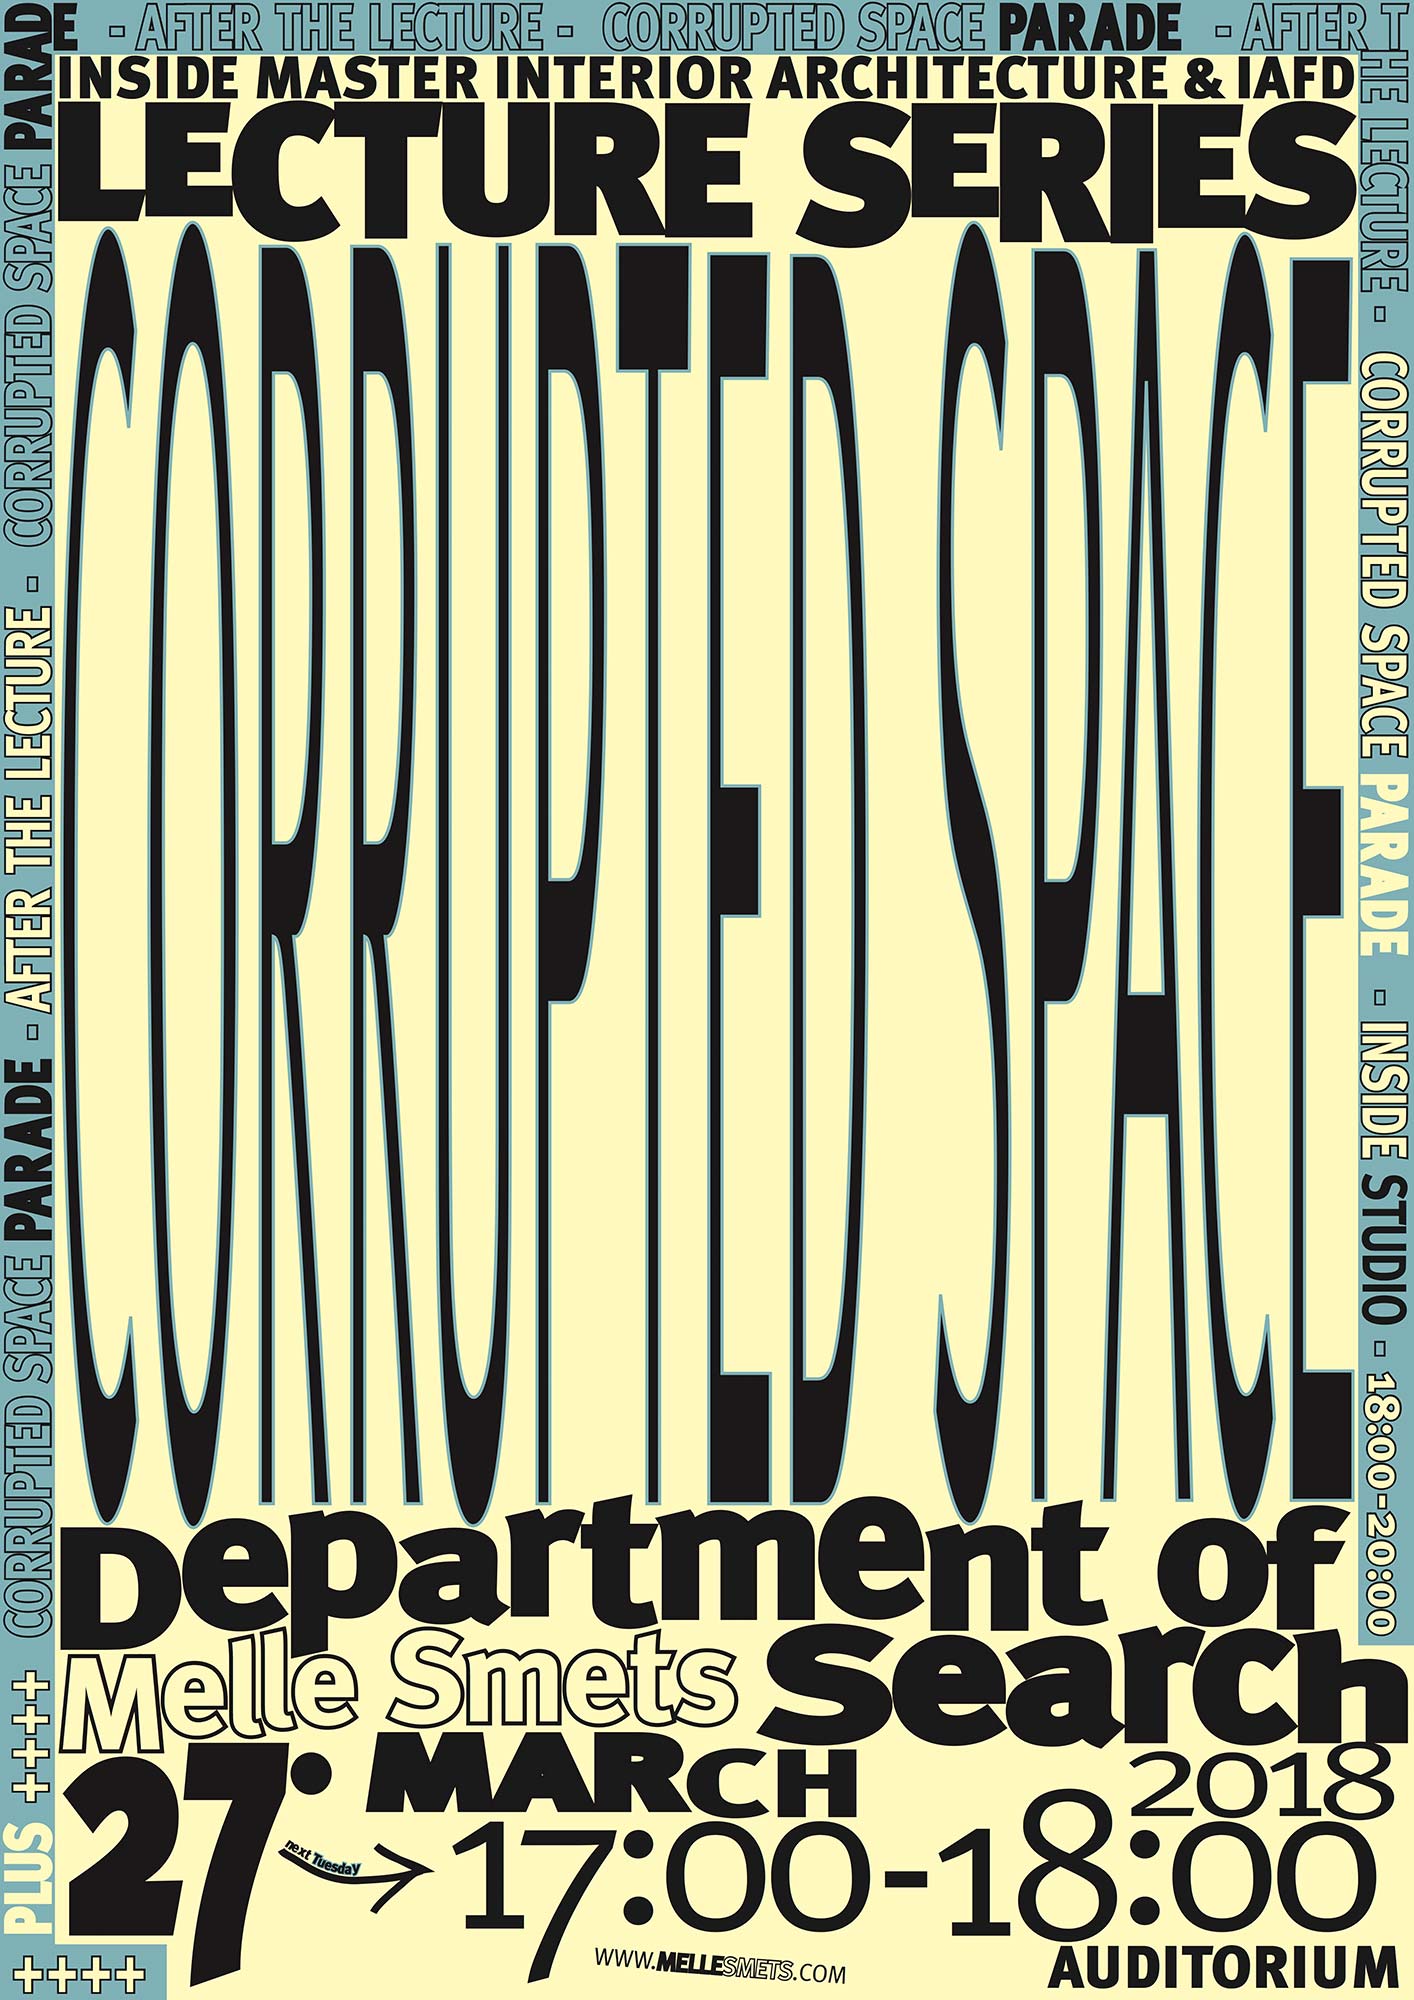 PLUS ++++ CORRUPTED SPACE PARADE - AFTER THE LECTURE - CORRUPTED SPACE PARADE - AFTER THE LECTURE - CORRUPTED SPACE PARADE - AFTER THE LECTURE - CORRUPTED SPACE PARADE - INSIDE STUDIO - 18:00-20:00
INSIDE MASTER INTERIOR ARCHITECTURE & IAFD
LECTURE SERIES
CORRUPTED SPACE
Department of
Melle Smets Search
27. MARCH 2018
next Tuesday 17:00-18:00
WWW.MELLESMETS.COM
AUDITORIUM
++++